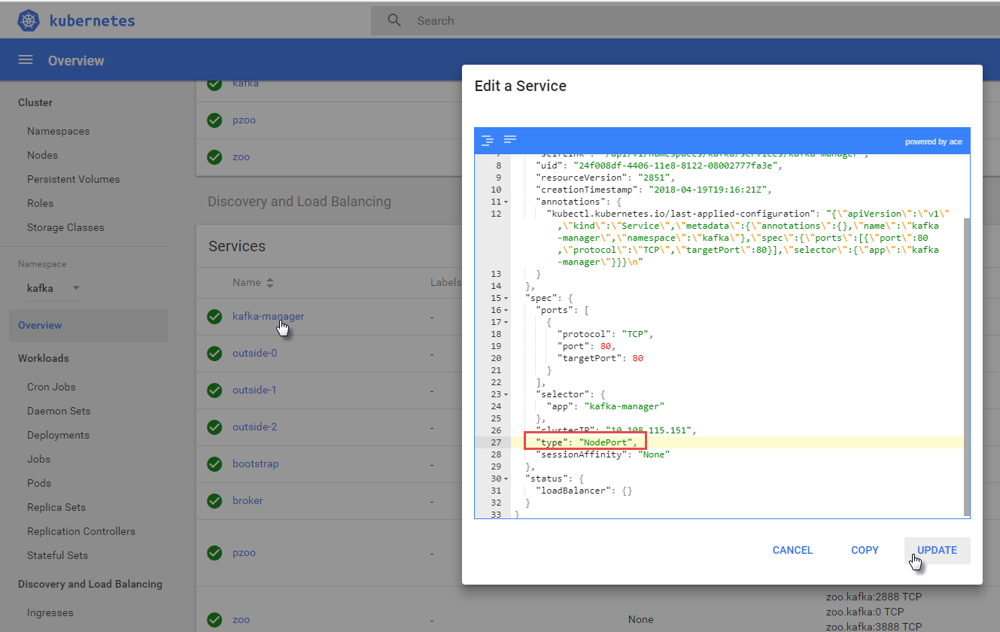 kubernetes
Search
Overview
Cluster
Namespaces
Nodes
Persistent Volumes
Roles
Storage Classes
Namespace
kafka
Overview
Workloads
Cron Jobs
Daemon Sets
Deployments
Jobs
Pods
Replica Sets
Replication Controllers
Stateful Sets
Discovery and Load Balancing
Ingresses
kafka
pzoo
zoo
Discovery and Load Balancing
Services
Name Labels
kafka-manager -
outside-0 -
outside-1 -
outside-2 -
bootstrap -
broker -
pzoo -
zoo - None
zoo.kafka:2888 TCP
zoo.kafka:0 TCP
zoo.kafka:3888 TCP
Edit a Service
powered by ace
7 "selfLink": "/api/v1/namespaces/kafka/services/kafka-manager",
8 "uid": "24f008df-4406-11e8-8122-08002777fa3e",
9 "resourceVersion": "2851",
10 "creationTimestamp": "2018-04-19T19:16:21Z",
11 "annotations": {
12 "kubectl.kubernetes.io/last-applied-configuration": "{\"apiVersion\":\"v1\"
,\"kind\":\"Service\",\"metadata\":{\"annotations\":{},\"name\":\"kafka
-manager\",\"namespace\":\"kafka\"},\"spec\":{\"ports\":[{\"port\":80
,\"protocol\":\"TCP\",\"targetPort\":80}],\"selector\":{\"app\":\"kafka
-manager\"}}}\n"
13 }
14 },
15 "spec": {
16 "ports": [
17 {
18 "protocol": "TCP",
19 "port": 80,
20 "targetPort": 80
21 }
22 ],
23 "selector": {
24 "app": "kafka-manager"
25 },
26 "clusterIP": "10.108.115.151",
27 "type": "NodePort",
28 "sessionAffinity": "None"
29 },
30 "status": {
31 "loadBalancer": {}
32 }
33 }
CANCEL COPY UPDATE